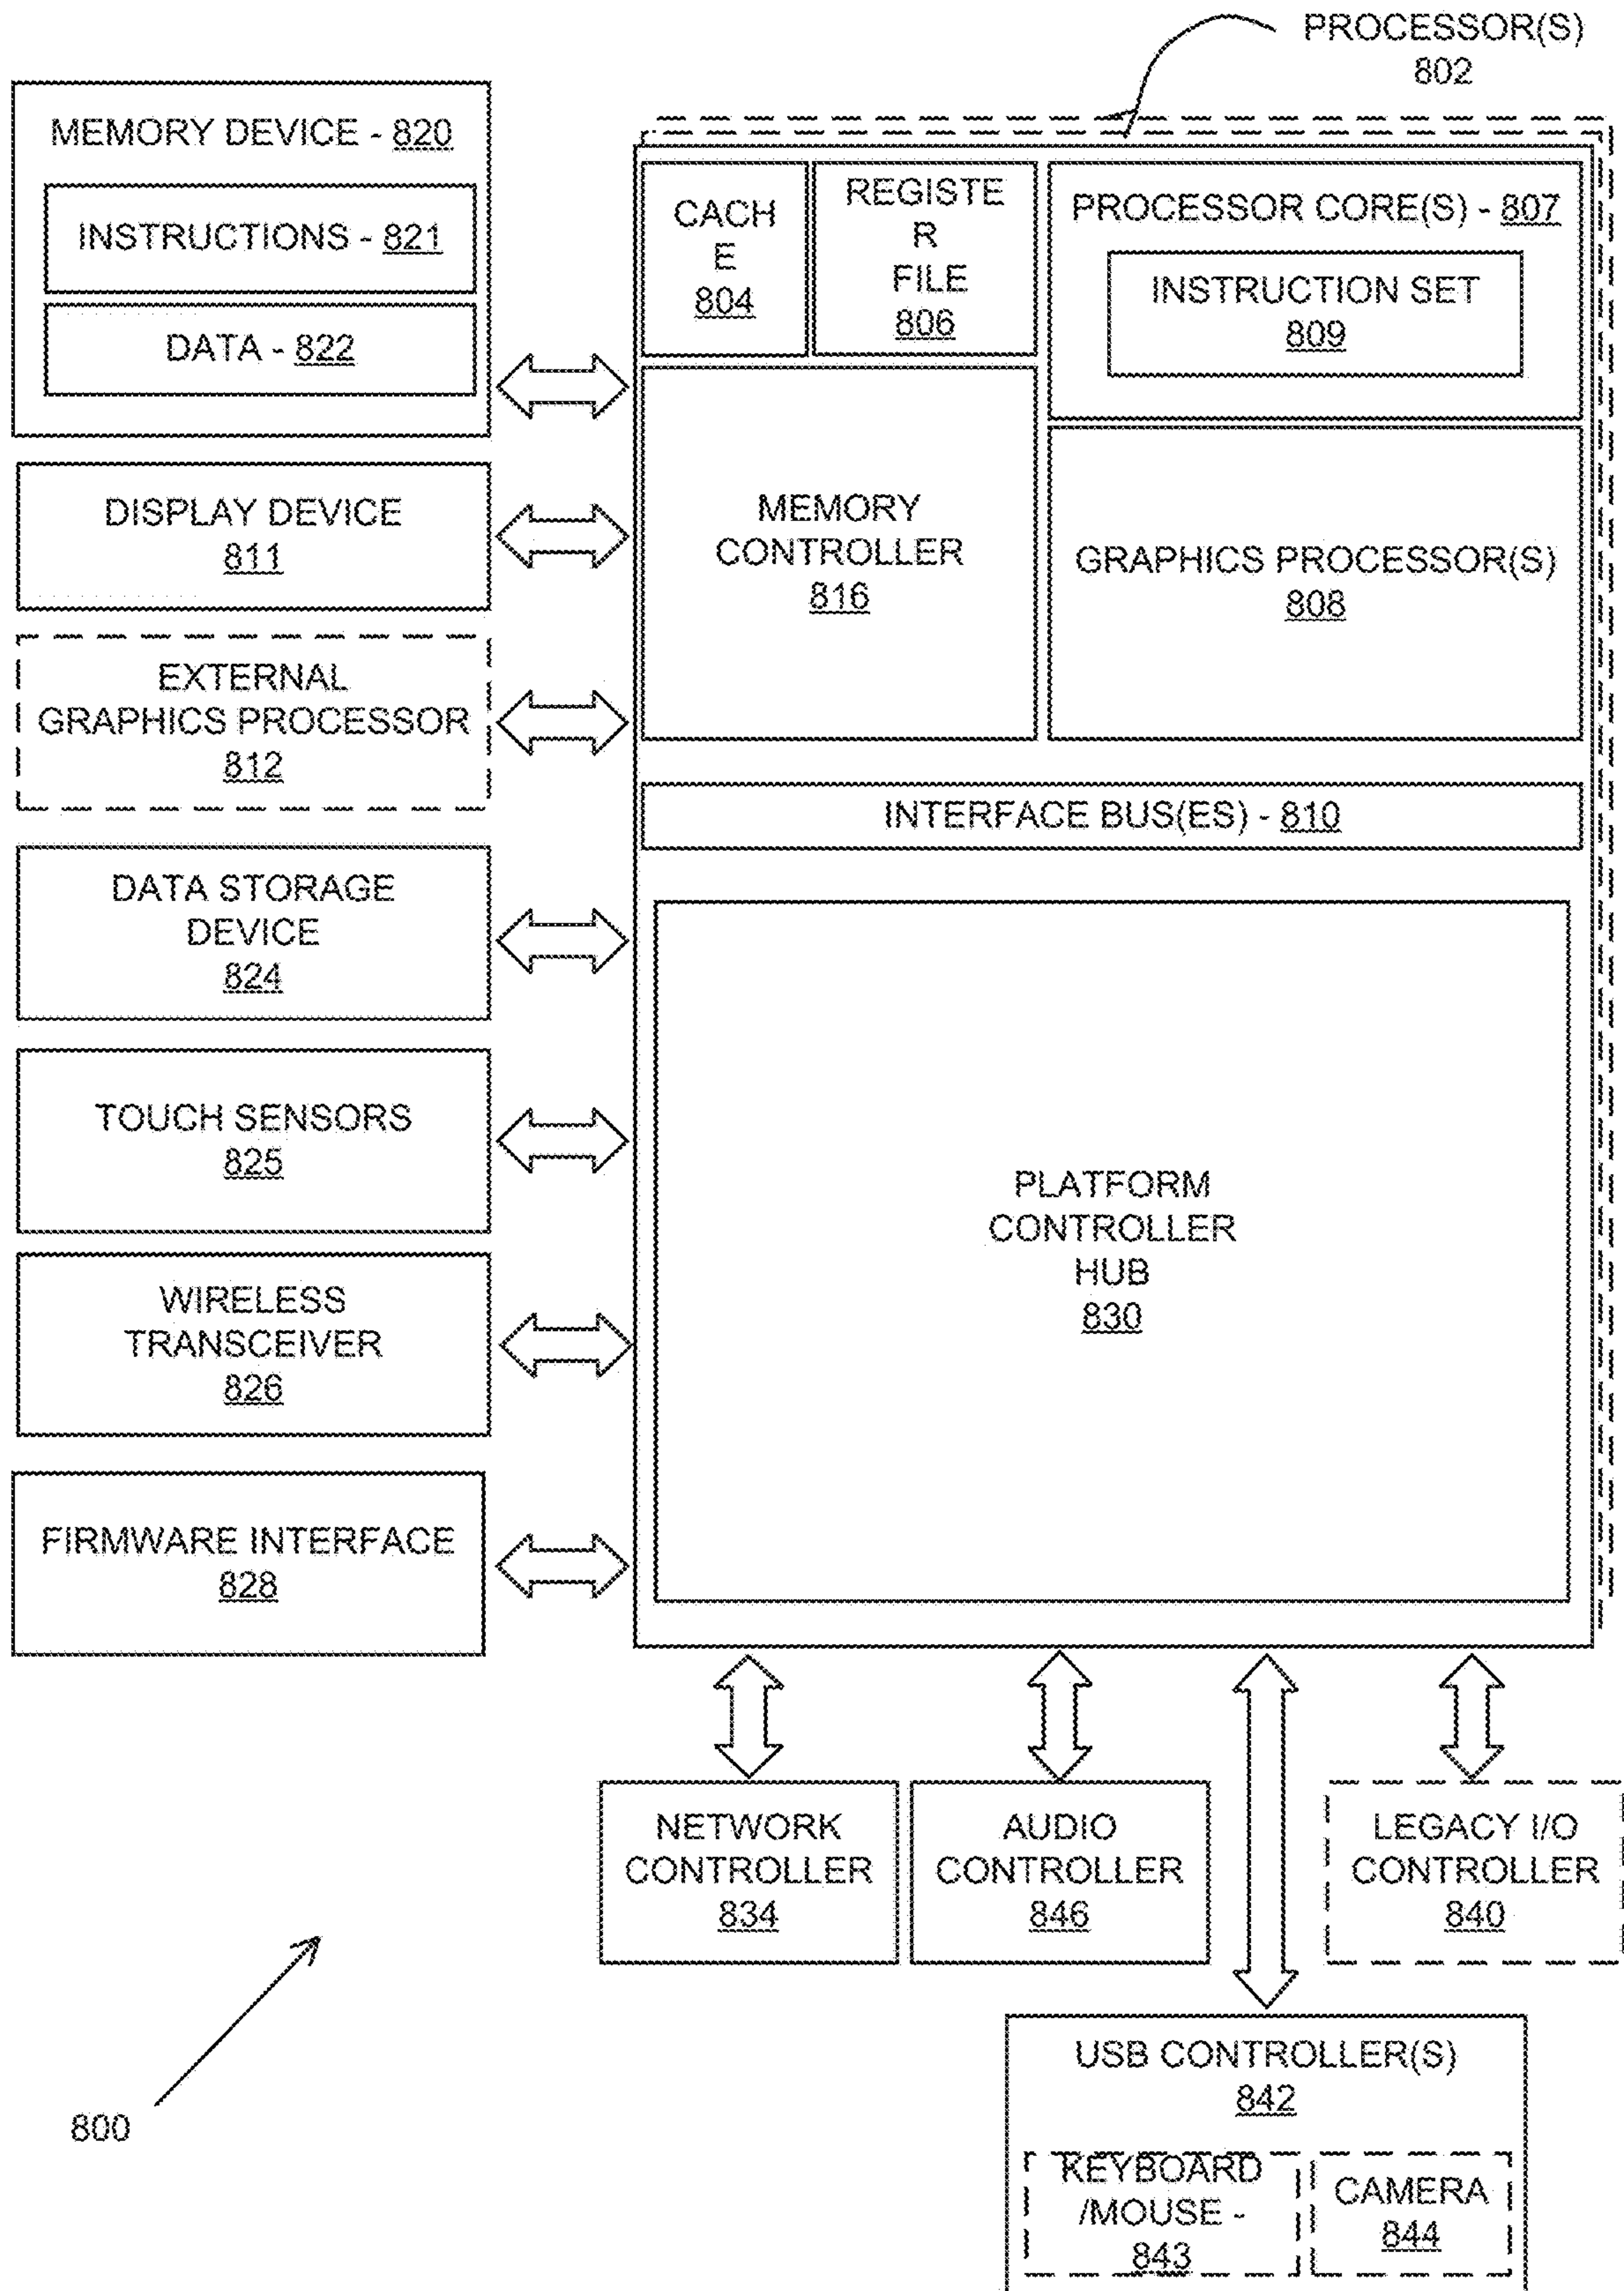 PROCESSOR(S)
802
MEMORY DEVICE - 820
INSTRUCTIONS - 821
DATA - 822
DISPLAY DEVICE
811
EXTERNAL
GRAPHICS PROCESSOR
812
DATA STORAGE
DEVICE
824
TOUCH SENSORS
825
WIRELESS
TRANSCEIVER
826
FIRMWARE INTERFACE
828
CACH
E
804
REGISTE
R
FILE
806
PROCESSOR CORE(S) - 807
INSTRUCTION SET
809
MEMORY
CONTROLLER
816
GRAPHICS PROCESSOR(S)
808
INTERFACE BUS(ES) - 810
PLATFORM
CONTROLLER
HUB
830
NETWORK
CONTROLLER
834
AUDIO
CONTROLLER
846
LEGACY I/O
CONTROLLER
840
USB CONTROLLER(S)
842
KEYBOARD
/MOUSE -
843
CAMERA
844
800